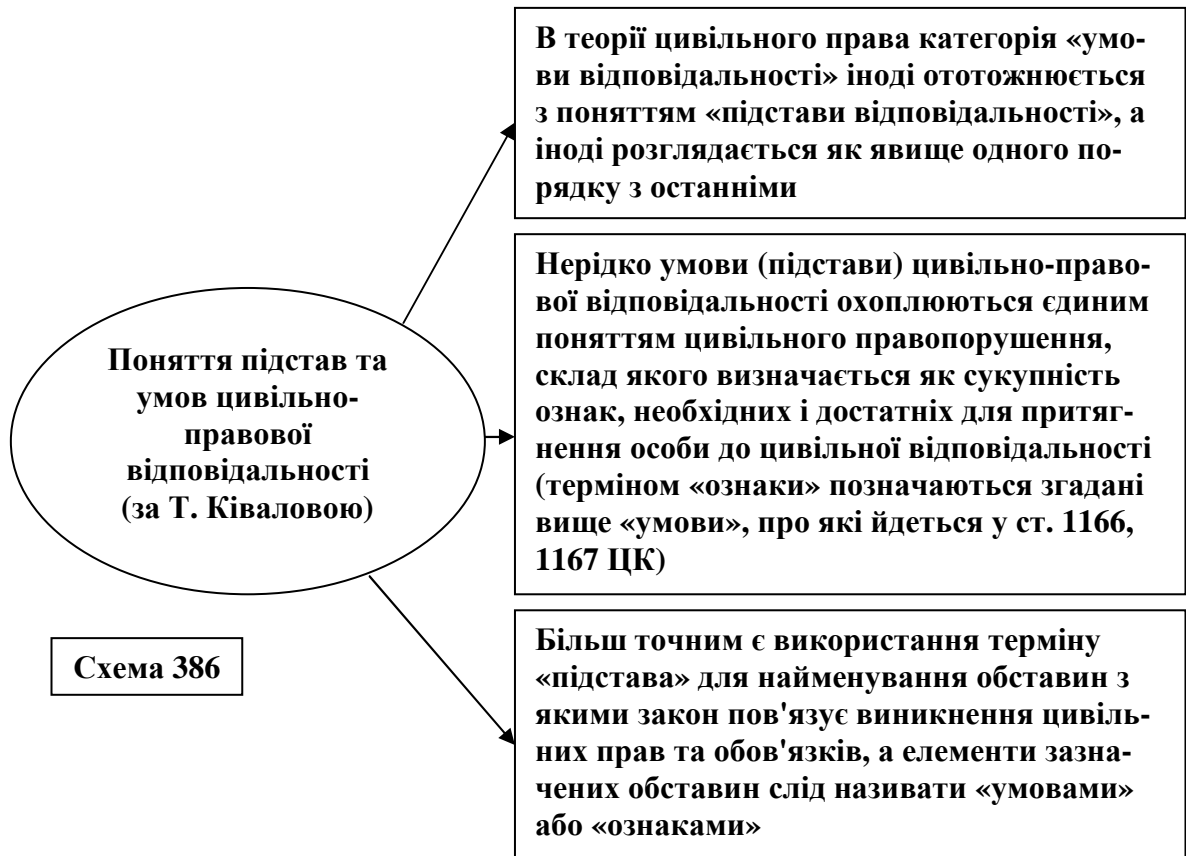 В теорії цивільного права категорія «умо-
ви відповідальності» іноді ототожнюється
з поняттям «підстави відповідальності», а
іноді розглядається як явище одного по-
рядку з останніми
Нерідко умови (підстави) цивільно-право-
вої відповідальності охоплюються єдиним
поняттям цивільного правопорушення,
склад якого визначається як сукупність
ознак, необхідних і достатніх для притяг-
нення особи до цивільної відповідальності
(терміном «ознаки» позначаються згадані
вище «умови», про які йдеться у ст. 1166,
1167 ЦК)
Поняття підстав та
умов цивільно-
правової
відповідальності
(за Т. Ківаловою)
Більш точним є використання терміну
«підстава» для найменування обставин з
якими закон пов'язує виникнення цивіль-
них прав та обов'язків, а елементи зазна-
чених обставин слід називати «умовами»
або «ознаками»
Схема 386